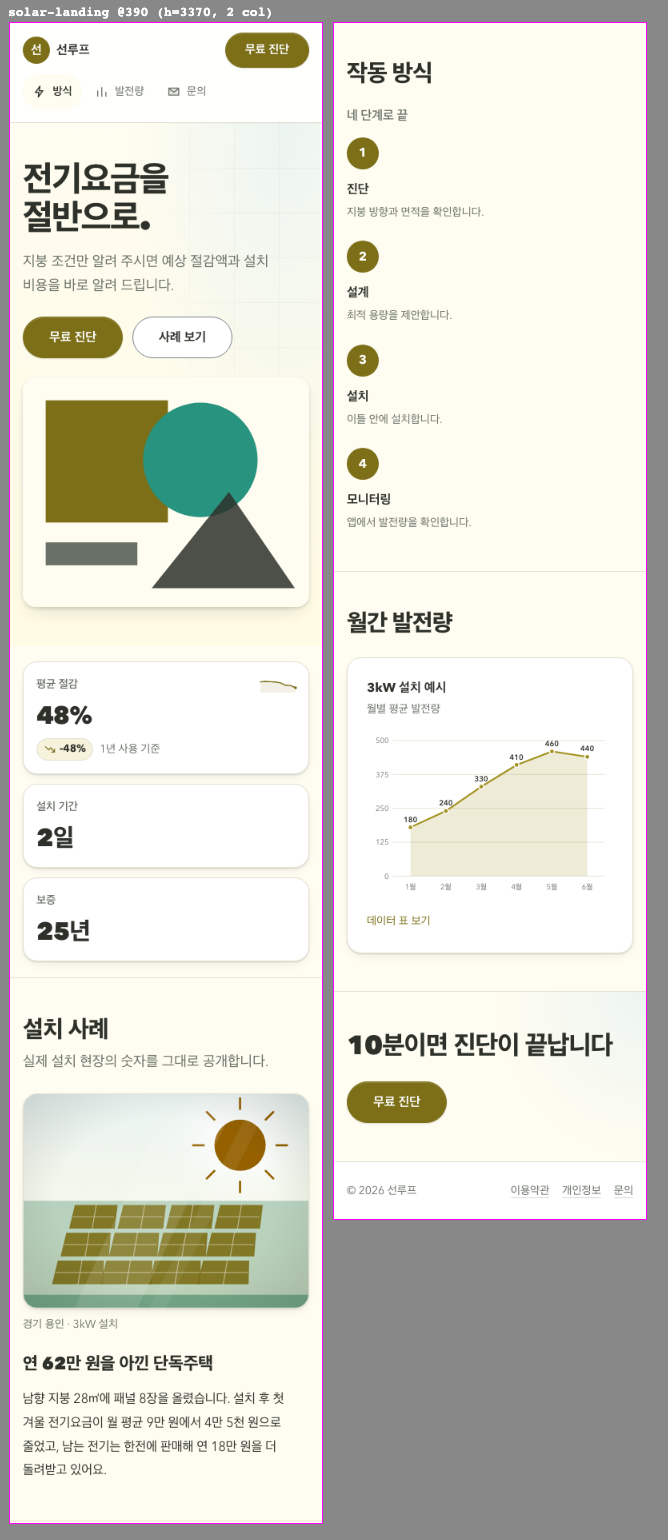 solar-landing @390 (h=3370, 2 col)
선 선루프
무료 진단
방식 발전량 문의
전기요금을
절반으로.
지붕 조건만 알려 주시면 예상 절감액과 설치
비용을 바로 알려 드립니다.
무료 진단 사례 보기
평균 절감
48%
-48% 1년 사용 기준
설치 기간
2일
보증
25년
설치 사례
실제 설치 현장의 숫자를 그대로 공개합니다.
경기 용인 · 3kW 설치
연 62만 원을 아낀 단독주택
남향 지붕 28㎡에 패널 8장을 올렸습니다. 설치 후 첫
겨울 전기요금이 월 평균 9만 원에서 4만 5천 원으로
줄었고, 남는 전기는 한전에 판매해 연 18만 원을 더
돌려받고 있어요.
작동 방식
네 단계로 끝
1
진단
지붕 방향과 면적을 확인합니다.
2
설계
최적 용량을 제안합니다.
3
설치
이틀 안에 설치합니다.
4
모니터링
앱에서 발전량을 확인합니다.
월간 발전량
3kW 설치 예시
월별 평균 발전량
500
375
250
125
0
180 240 330 410 460 440
1월 2월 3월 4월 5월 6월
데이터 표 보기
10분이면 진단이 끝납니다
무료 진단
© 2026 선루프 이용약관 개인정보 문의